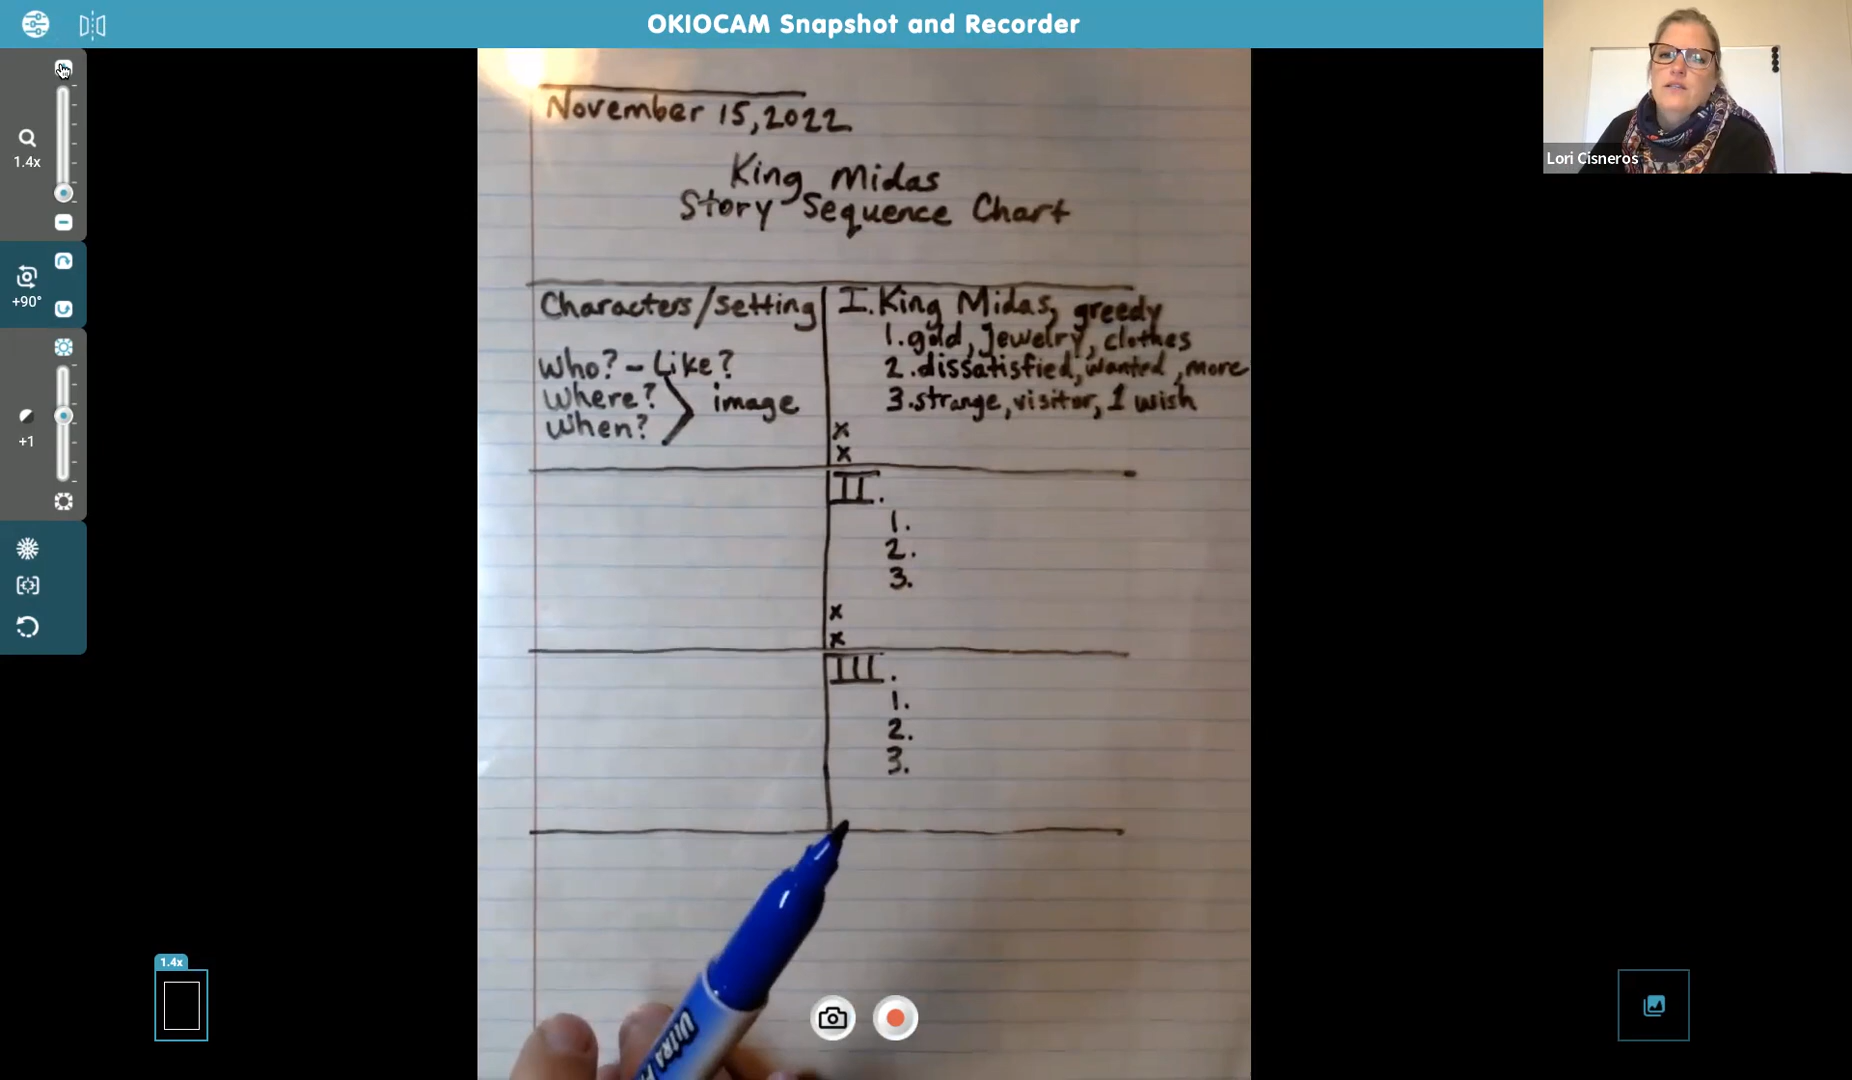 OKIOCAM Snapshot and Recorder
1.4x
+90°
+1
Lori Cisneros
November 15, 2022
King Midas
Story Sequence Chart
Characters/setting
Who? - Like?
Where?
When?
image
I. King Midas, greedy
1. gold, jewelry, clothes
2. dissatisfied, wanted, more
3. strange, visitor, 1 wish
x
x
II.
1.
2.
3.
x
x
III.
1.
2.
3.
ULTRA
1.4x